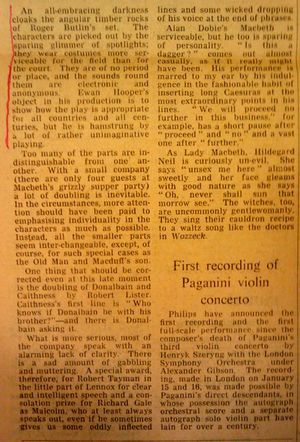 An all-embracing darkness
cloaks the angular timber rocks
of Roger Butlin's set. The
characters are picked out by the
sparing glimmer of spotlights;
they wear costumes more ser-
viceable for the field than for
the court. They are of no period
or place, and the sounds round
them are electronic and
anonymous. Ewan Hooper's
object in his production is to
show how the play is appropriate
for all countries and all cen-
turies, but he is hamstrung by
a lot of rather unimaginative
playing.
Too many of the parts are in-
distinguishable from one an-
other. With a small company
(there are only four guests at
Macbeth's grizzly supper party)
a lot of doubling is inevitable.
In the circumstances, more atten-
tion should have been paid to
emphasising individuality in the
characters as much as possible.
Instead, all the smaller parts
seem inter-changeable, except, of
course, for such special cases as
the Old Man and Macduff's son.
One thing that should be cor-
rected even at this late moment
is the doubling of Donalbain and
Caithness by Robert Lister.
Caithness's first line is "Who
knows if Donalbain be with his
brother?"—and there is Donal-
bain asking it.
What is more serious, most of
the company speak with an
alarming lack of clarity. There
is a sad amount of gabbling
and muttering. A special award,
therefore, for Robert Tayman in
the little part of Lennox for clear
and intelligent speech and a con-
solation prize for Richard Gale
as Malcolm, who at least always
speaks out, even if he sometimes
gives us some oddly inflected
lines and some wicked dropping
of his voice at the end of phrases.
Alan Dobie's Macbeth is
serviceable, but he is too sparing
of personality. "Is this a
dagger?" comes out almost
casually, as it really might
have been. His performance is
marred to my ear by his indul-
gence in the fashionable habit of
inserting long Caesuras at the
most extraordinary points in his
lines. "We will proceed no
further in this business," for
example, has a short pause after
"proceed" and "no" and a vast
one after "further."
As Lady Macbeth, Hildegard
Neil is curiously un-evil. She
says "unsex me here" almost
sweetly and her face gleams
with good nature as she says
"Oh, never shall sun that
morrow see." The witches, too,
are uncommonly gentlewomanly.
They sing their cauldron recipe
to a waltz song like the doctors
in Wozzeck.
First recording of
Paganini violin
concerto
Philips have announced the
first recording and the first
full-scale performance since the
composer's death of Paganini's
third violin concerto by
Henryk Szeryng with the London
Symphony Orchestra under
Alexander Gibson. The record-
ing, made in London on January
15 and 16, was made possible by
Paganini's direct descendants, in
whose possession the autograph
orchestral score and a separate
autograph solo violin part have
lain for over a century.